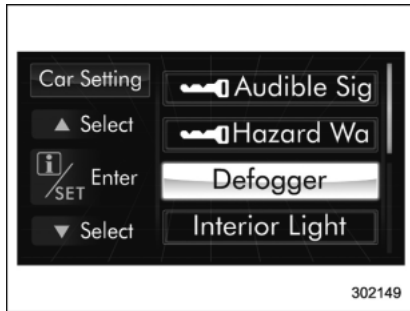 Car Setting
▲ Select
i/SET Enter
▼ Select
Audible Sig
Hazard Wa
Defogger
Interior Light
302149